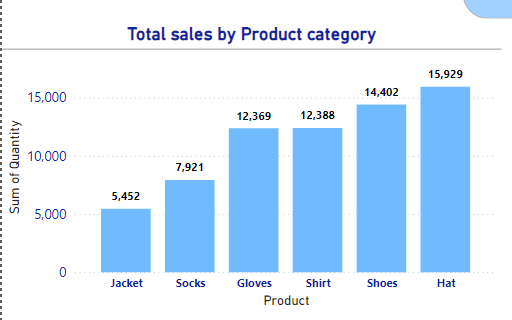 Total sales by Product category
Sum of Quantity
15,000
10,000
5,000
0
5,452
7,921
12,369
12,388
14,402
15,929
Jacket Socks Gloves Shirt Shoes Hat
Product